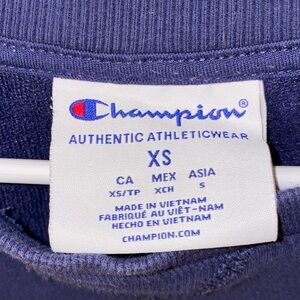 Champion
AUTHENTIC ATHLETICWEAR
XS
CA MEX ASIA
XS/TP XCH S
MADE IN VIETNAM
FABRIQUÉ AU VIÊT-NAM
HECHO EN VIETNAM
CHAMPION.COM